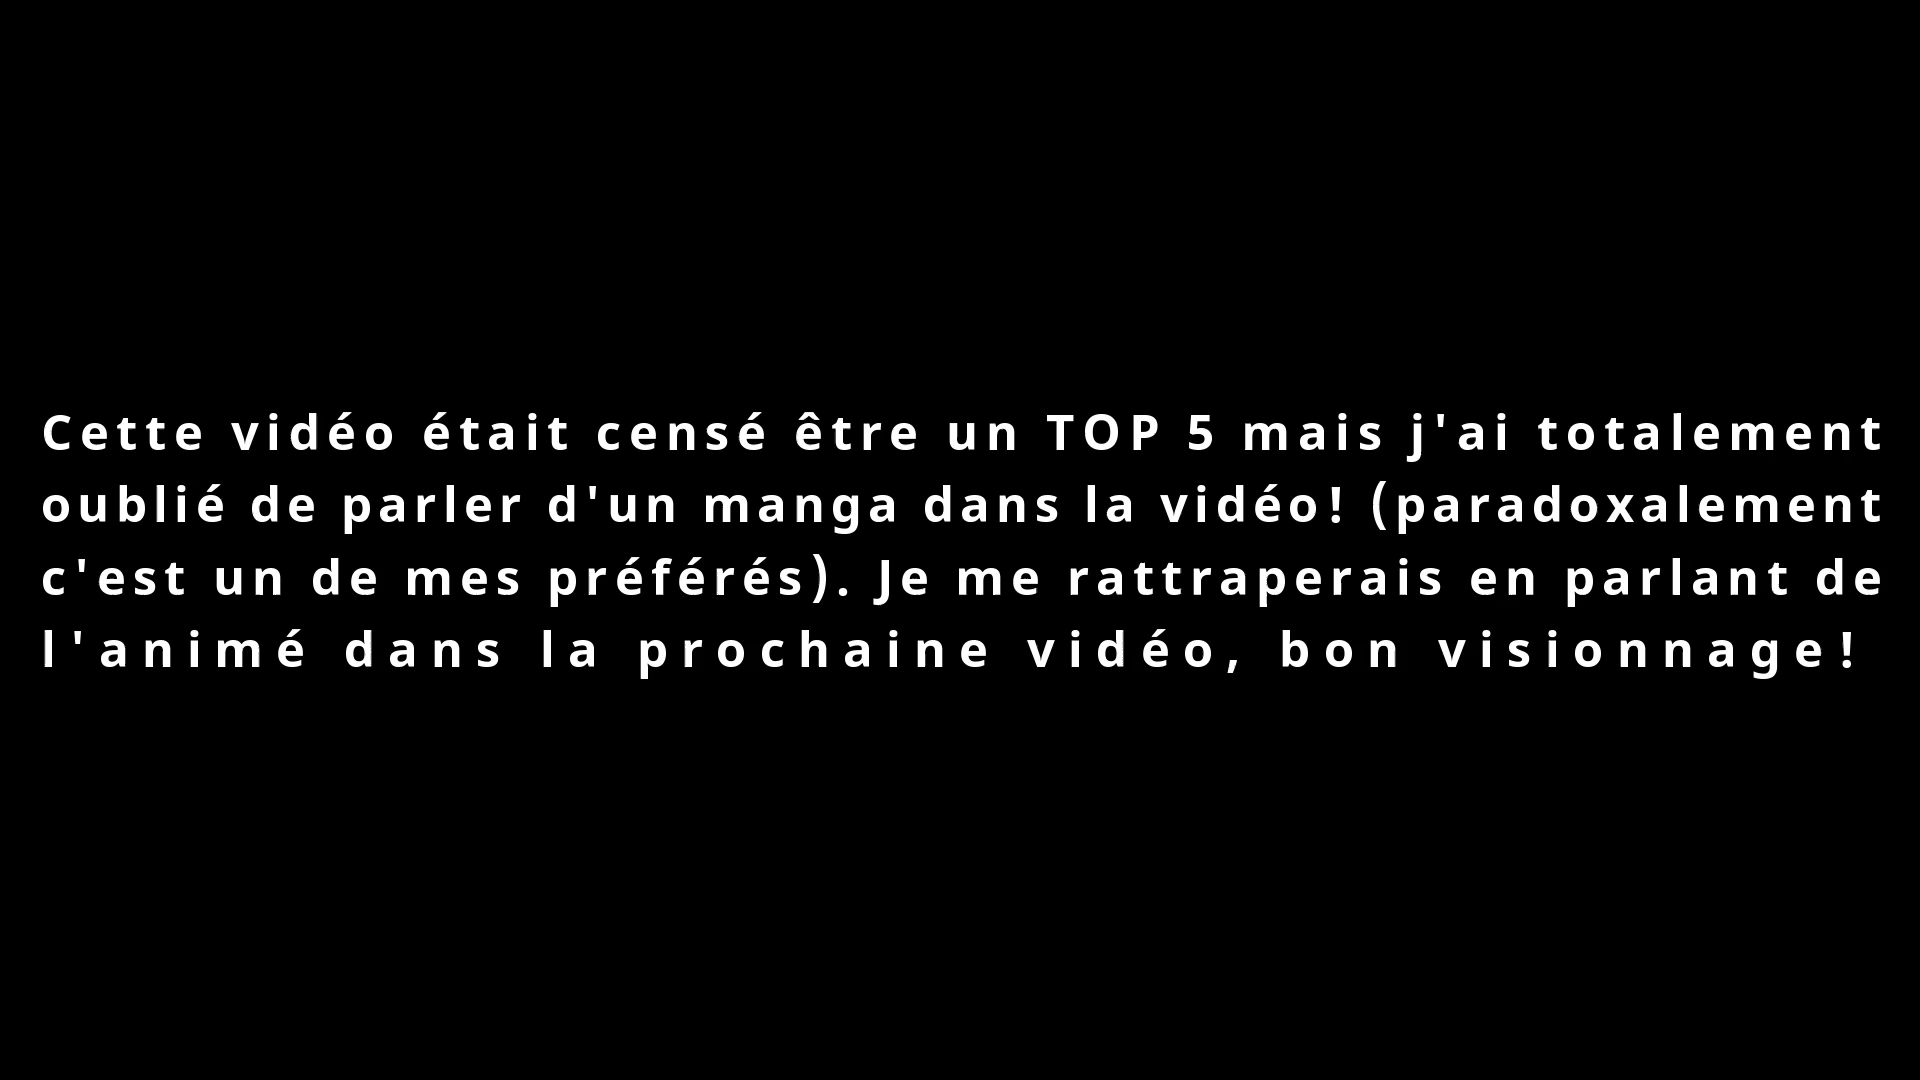 Cette vidéo était censé être un TOP 5 mais j'ai totalement
oublié de parler d'un manga dans la vidéo! (paradoxalement
c'est un de mes préférés). Je me rattraperais en parlant de
l'animé dans la prochaine vidéo, bon visionnage!